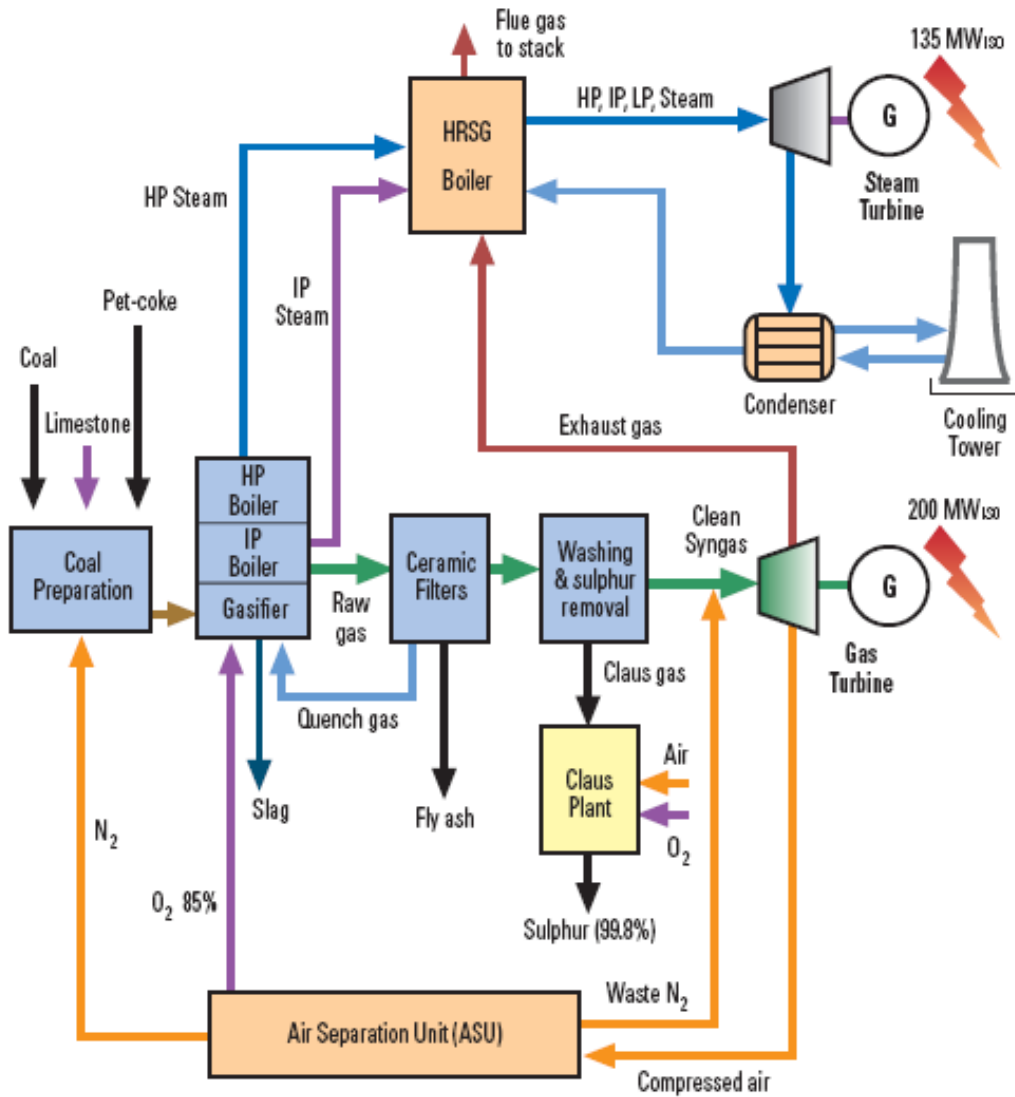 Flue gas
to stack
135 MWISO
HP, IP, LP, Steam
HRSG
Boiler
G
Steam
Turbine
HP Steam
IP
Steam
Pet-coke
Coal
Limestone
Condenser
Cooling
Tower
Exhaust gas
HP
Boiler
IP
Boiler
Gasifier
Coal
Preparation
Raw
gas
Ceramic
Filters
Washing
& sulphur
removal
Clean
Syngas
200 MWISO
G
Gas
Turbine
Quench gas
Claus gas
Slag
Fly ash
Claus
Plant
Air
O2
N2
O2 85%
Sulphur (99.8%)
Waste N2
Air Separation Unit (ASU)
Compressed air